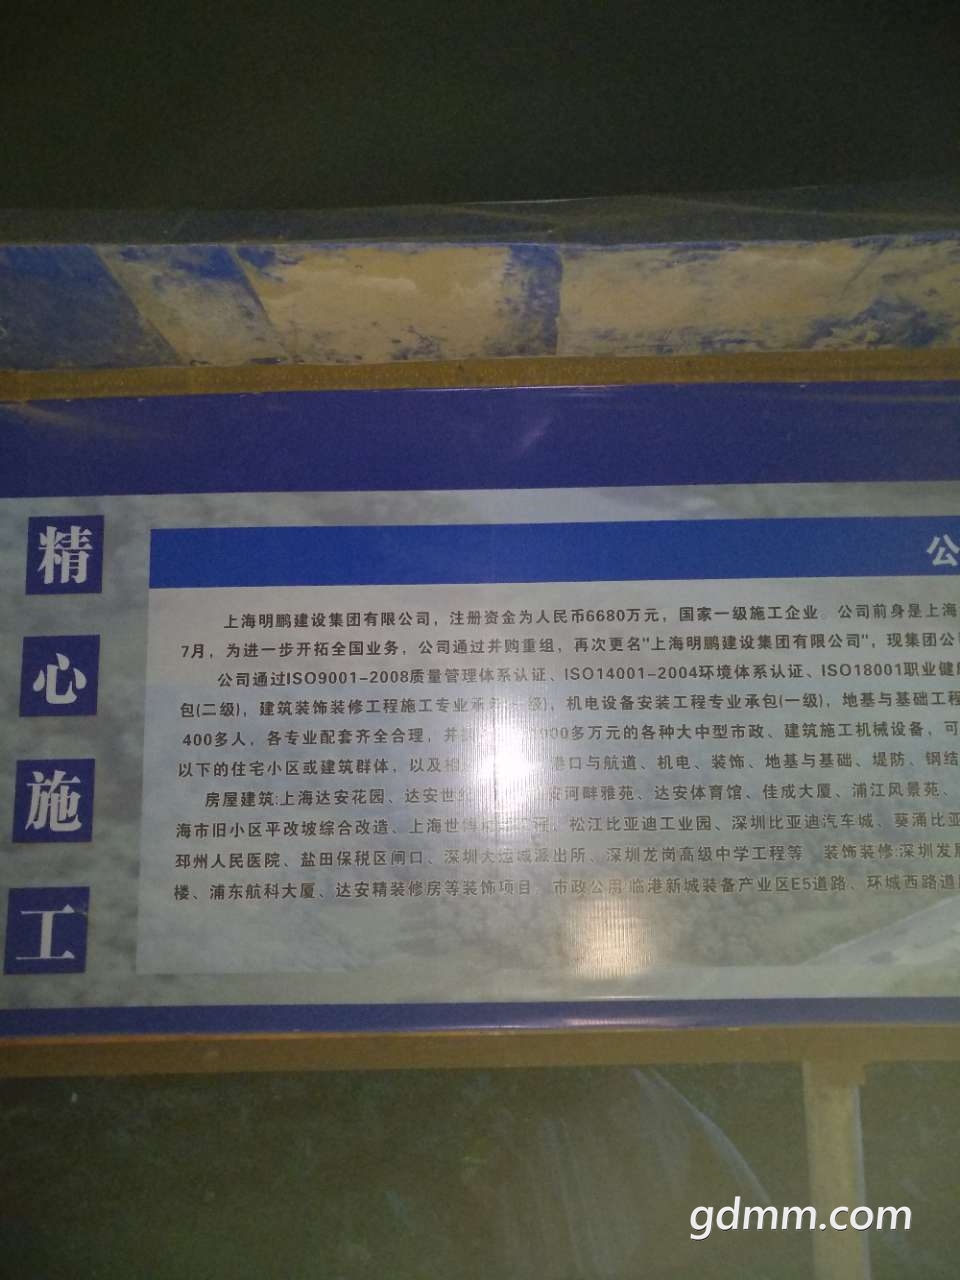 精
心
施
工
公
上海明鹏建设集团有限公司，注册资金为人民币6680万元，国家一级施工企业。公司前身是上海
7月，为进一步开拓全国业务，公司通过并购重组，再次更名"上海明鹏建设集团有限公司"，现集团公
公司通过ISO9001-2008质量管理体系认证、ISO14001-2004环境体系认证、ISO18001职业健
包(二级)，建筑装饰装修工程施工专业承 级)，机电设备安装工程专业承包(一级)，地基与基础工程
400多人，各专业配套齐全合理，并 00多万元的各种大中型市政、建筑施工机械设备，可
以下的住宅小区或建筑群体，以及 港口与航道、机电、装饰、地基与基础、堤防、钢结
房屋建筑:上海达安花园、达安世纪 河畔雅苑、达安体育馆、佳成大厦、浦江风景苑、
海市旧小区平改坡综合改造、上海世博 松江比亚迪工业园、深圳比亚迪汽车城、葵涌比亚
邳州人民医院、盐田保税区闸口、深圳大运城派出所、深圳龙岗高级中学工程等 装饰装修:深圳发展
楼、浦东航科大厦、达安精装修房等装饰项目 市政公用:临港新城装备产业区E5道路、环城西路道
gdmm.com